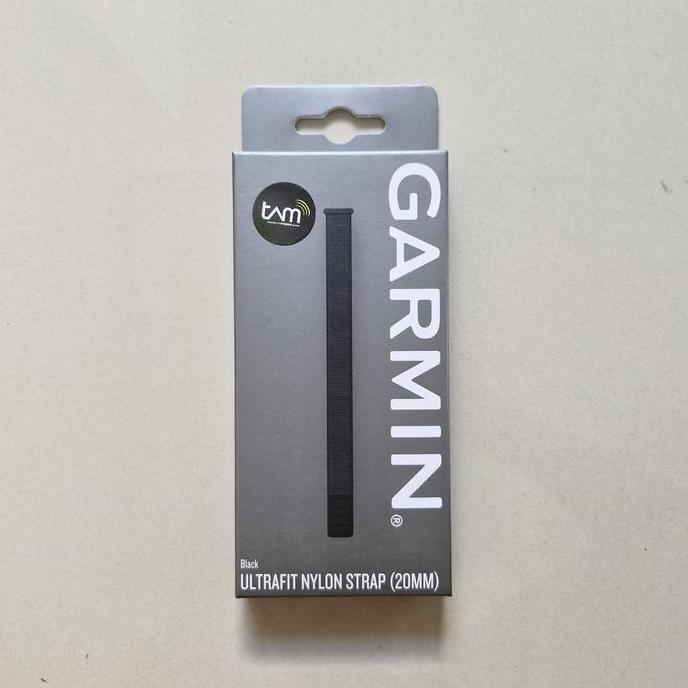 tam
GARMIN®
Black
ULTRAFIT NYLON STRAP (20MM)